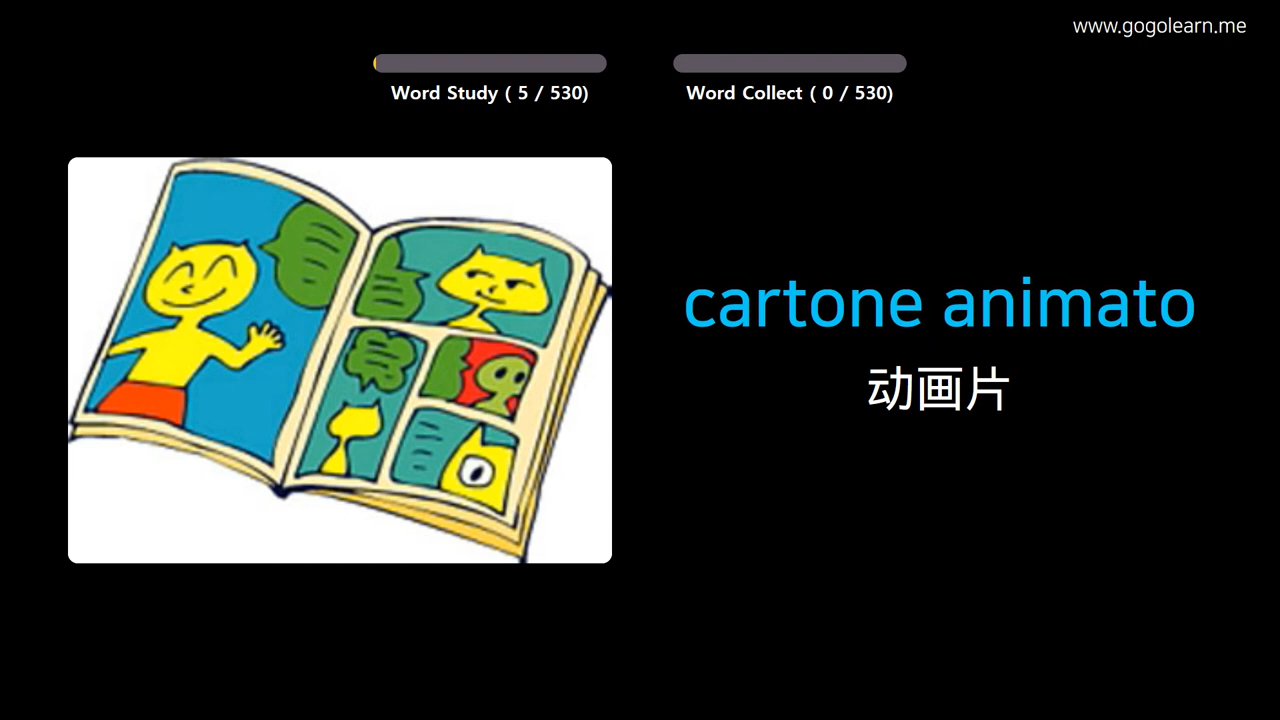 www.gogolearn.me
Word Study ( 5 / 530)
Word Collect ( 0 / 530)
cartone animato
动画片